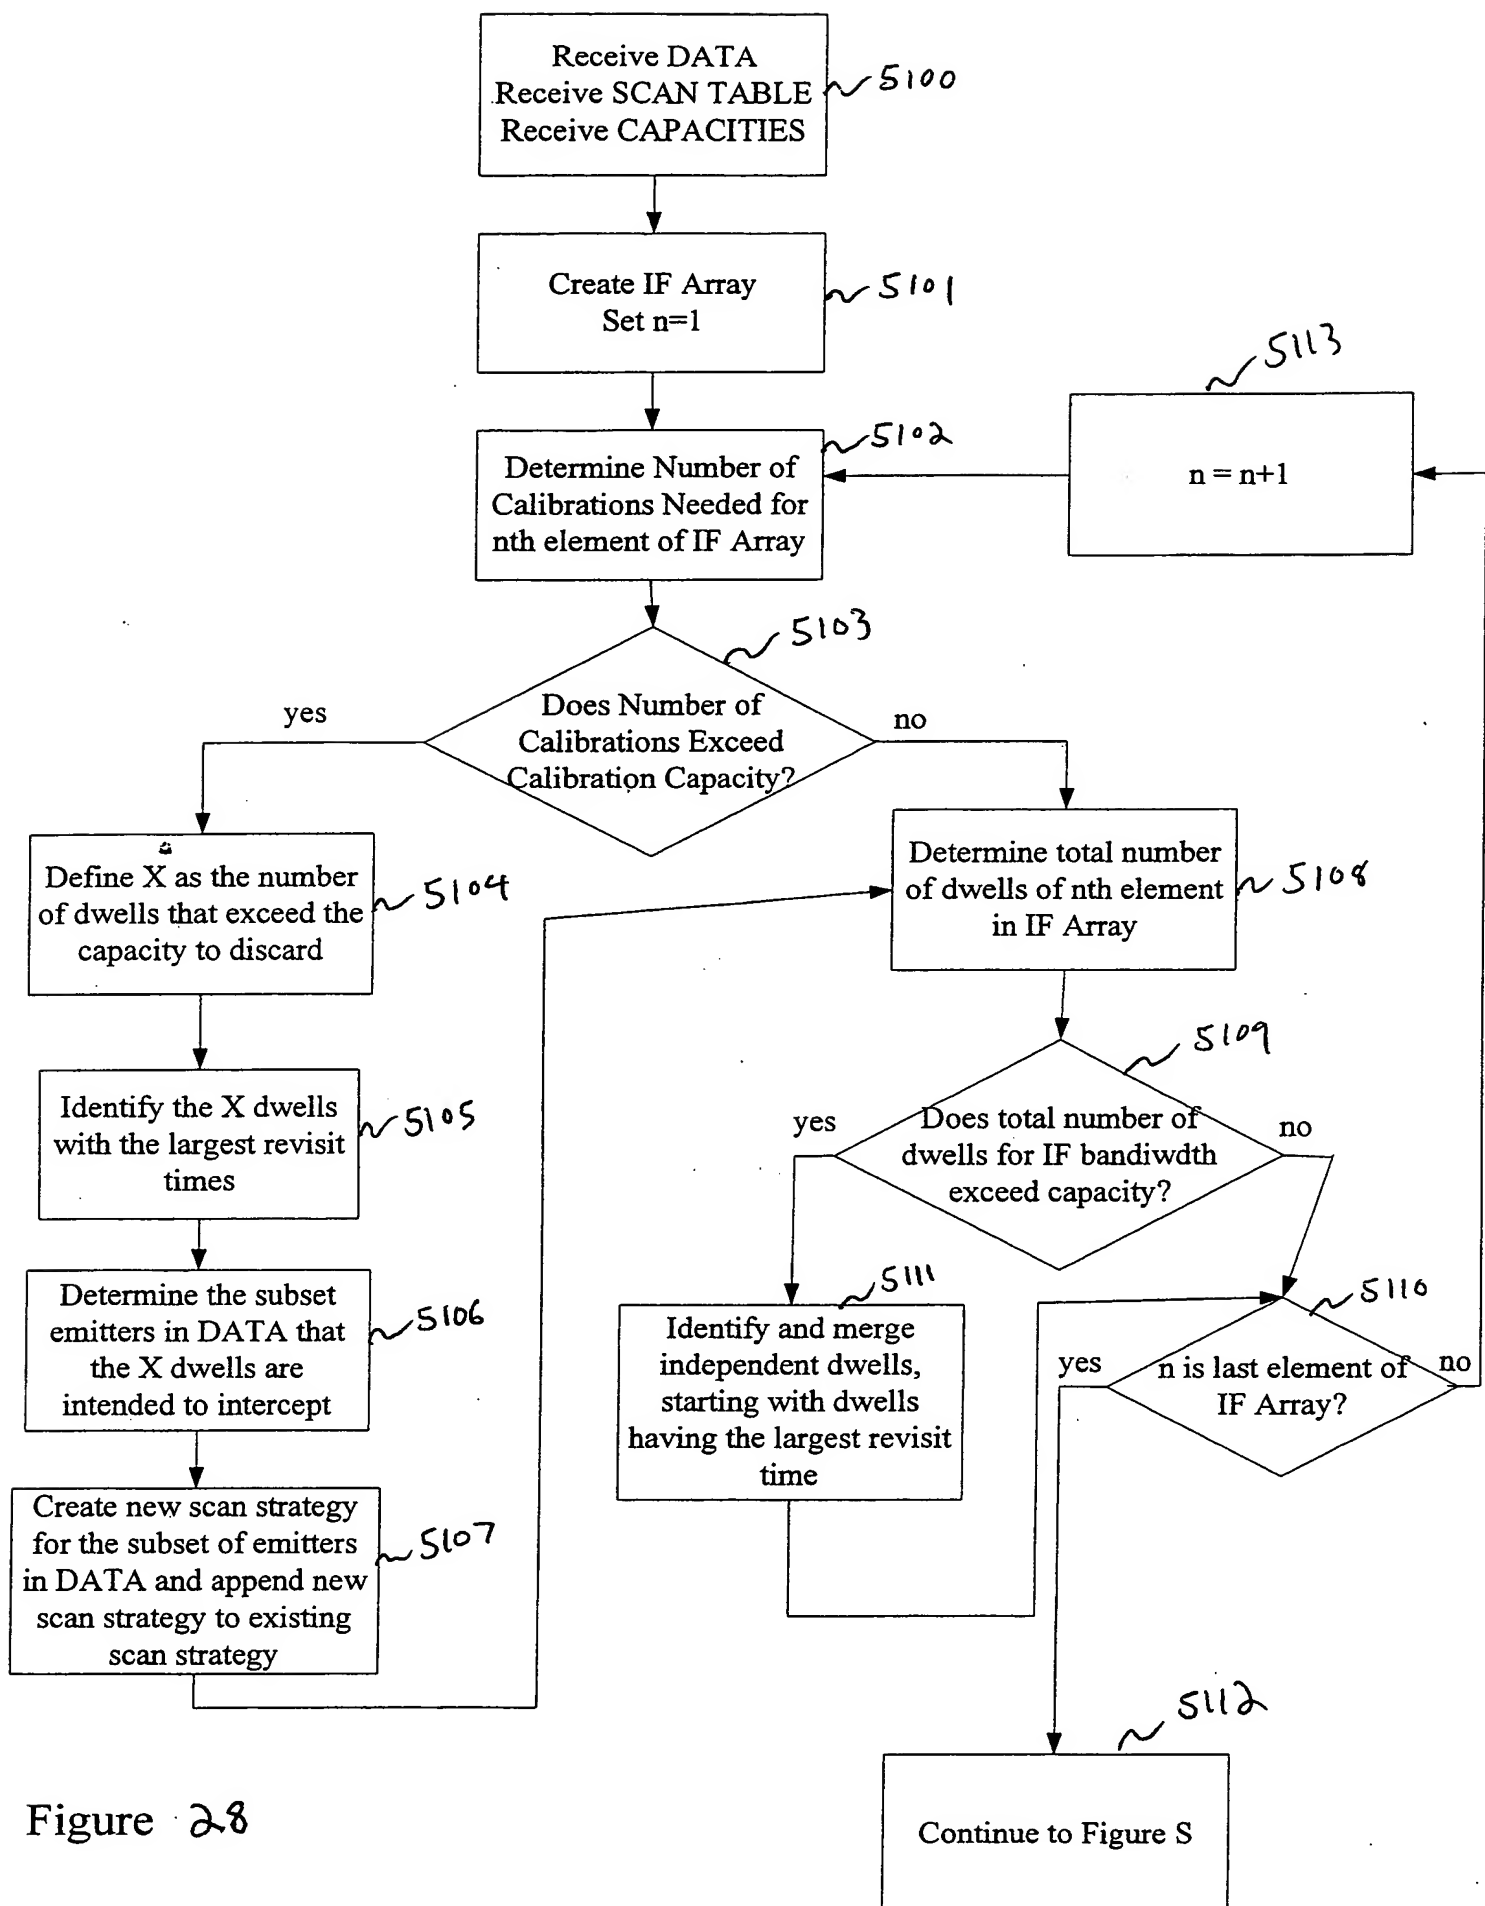 Receive DATA
Receive SCAN TABLE
Receive CAPACITIES
5100
Create IF Array
Set n=1
5101
5113
n = n+1
5102
Determine Number of
Calibrations Needed for
nth element of IF Array
5103
yes
Does Number of
Calibrations Exceed
Calibration Capacity?
no
Define X as the number
of dwells that exceed the
capacity to discard
5104
Determine total number
of dwells of nth element
in IF Array
5108
Identify the X dwells
with the largest revisit
times
5105
5109
yes
Does total number of
dwells for IF bandiwdth
exceed capacity?
no
Determine the subset
emitters in DATA that
the X dwells are
intended to intercept
5106
5111
Identify and merge
independent dwells,
starting with dwells
having the largest revisit
time
5110
yes
n is last element of
IF Array?
no
Create new scan strategy
for the subset of emitters
in DATA and append new
scan strategy to existing
scan strategy
5107
5112
Continue to Figure S
Figure 28